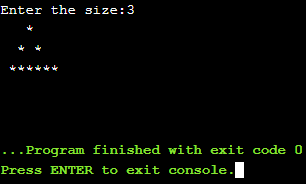 Enter the size:3
   *
  * *
 ******
...Program finished with exit code 0
Press ENTER to exit console.